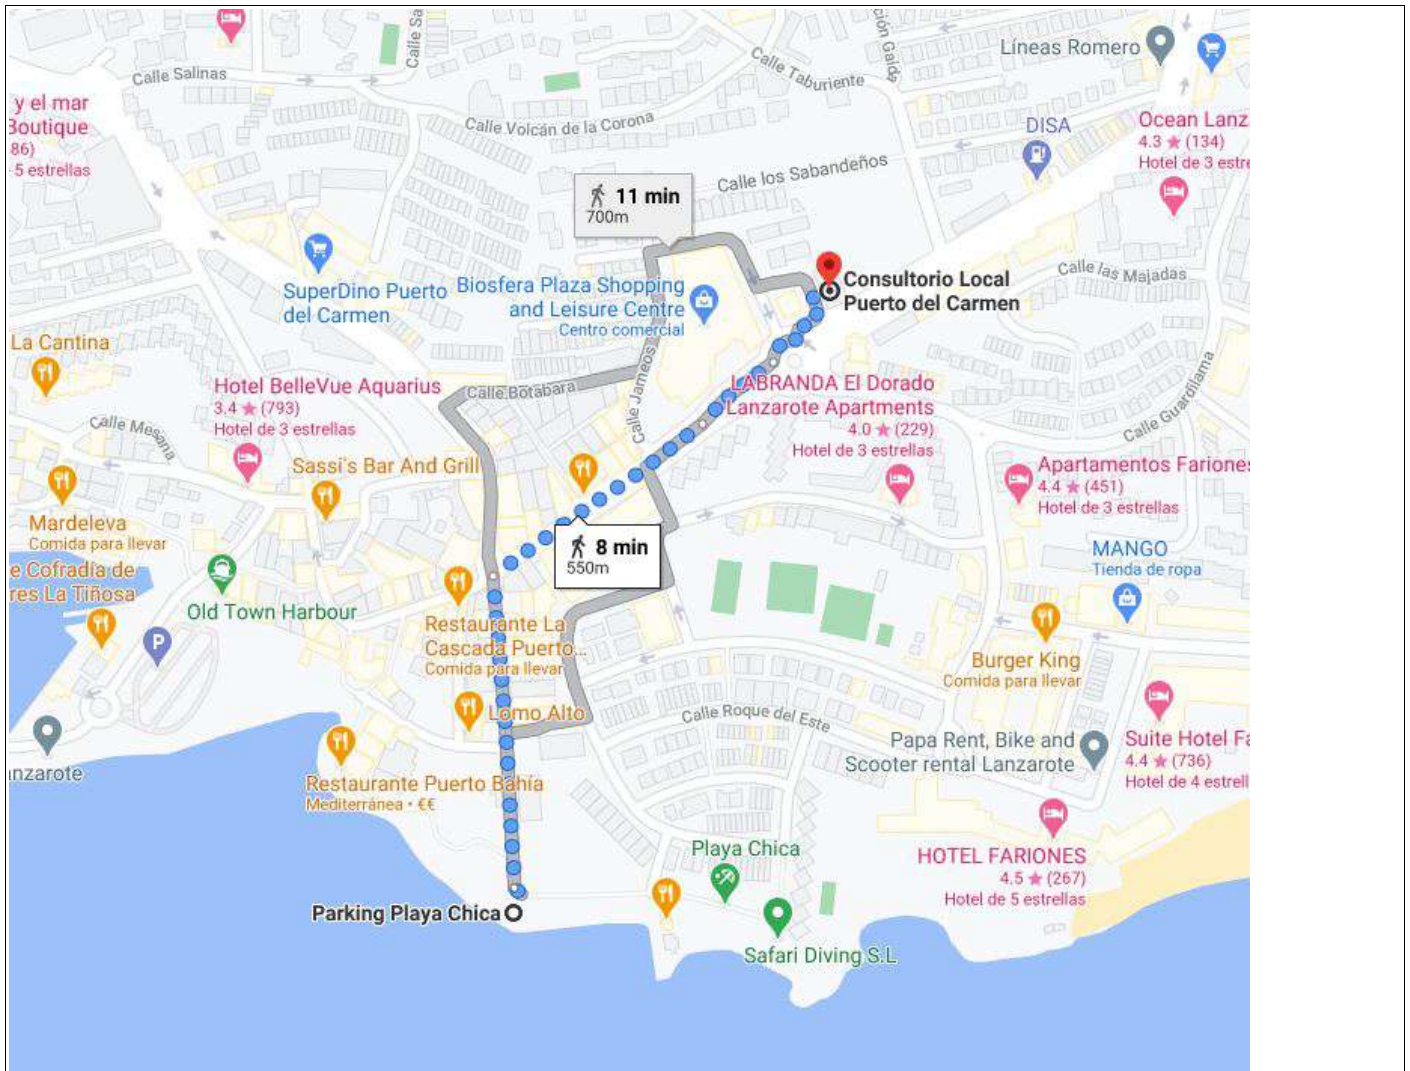 Calle Salinas
Calle Sa
Calle Taburiente
ción Galda
Líneas Romero
y el mar
Boutique
86)
5 estrellas
Calle Volcán de la Corona
DISA
Ocean Lanz
4.3 ★ (134)
Hotel de 3 estre
Calle los Sabandeños
11 min
700m
SuperDino Puerto
del Carmen
Biosfera Plaza Shopping
and Leisure Centre
Centro comercial
Consultorio Local
Puerto del Carmen
Calle las Majadas
La Cantina
Hotel BelleVue Aquarius
3.4 ★ (793)
Hotel de 3 estrellas
Calle Botabara
Calle Jameos
LABRANDA El Dorado
Lanzarote Apartments
4.0 ★ (229)
Hotel de 3 estrellas
Calle Guardilama
Calle Mesana
Sassi's Bar And Grill
Apartamentos Fariones
4.4 ★ (451)
Hotel de 3 estrellas
Mardeleva
Comida para llevar
8 min
550m
MANGO
Tienda de ropa
e Cofradía de
res La Tiñosa
Old Town Harbour
P
Restaurante La
Cascada Puerto...
Comida para llevar
Burger King
Comida para llevar
Lomo Alto
Calle Roque del Este
Papa Rent, Bike and
Scooter rental Lanzarote
Suite Hotel Fa
4.4 ★ (736)
Hotel de 4 estrell
anzarote
Restaurante Puerto Bahía
Mediterránea • €€
Playa Chica
HOTEL FARIONES
4.5 ★ (267)
Hotel de 5 estrellas
Parking Playa Chica
Safari Diving S.L